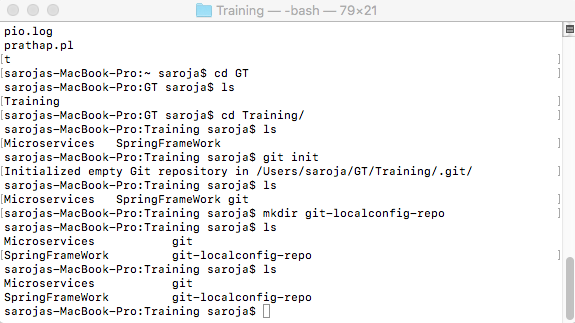 Training — -bash — 79×21
pio.log
prathap.pl
t
[sarojas-MacBook-Pro:~ saroja$ cd GT ]
sarojas-MacBook-Pro:GT saroja$ ls
[Training ]
[sarojas-MacBook-Pro:GT saroja$ cd Training/ ]
sarojas-MacBook-Pro:Training saroja$ ls
[Microservices SpringFrameWork ]
sarojas-MacBook-Pro:Training saroja$ git init
[Initialized empty Git repository in /Users/saroja/GT/Training/.git/ ]
sarojas-MacBook-Pro:Training saroja$ ls
[Microservices SpringFrameWork git ]
[sarojas-MacBook-Pro:Training saroja$ mkdir git-localconfig-repo ]
sarojas-MacBook-Pro:Training saroja$ ls
Microservices git
[SpringFrameWork git-localconfig-repo ]
sarojas-MacBook-Pro:Training saroja$ ls
Microservices git
SpringFrameWork git-localconfig-repo
sarojas-MacBook-Pro:Training saroja$